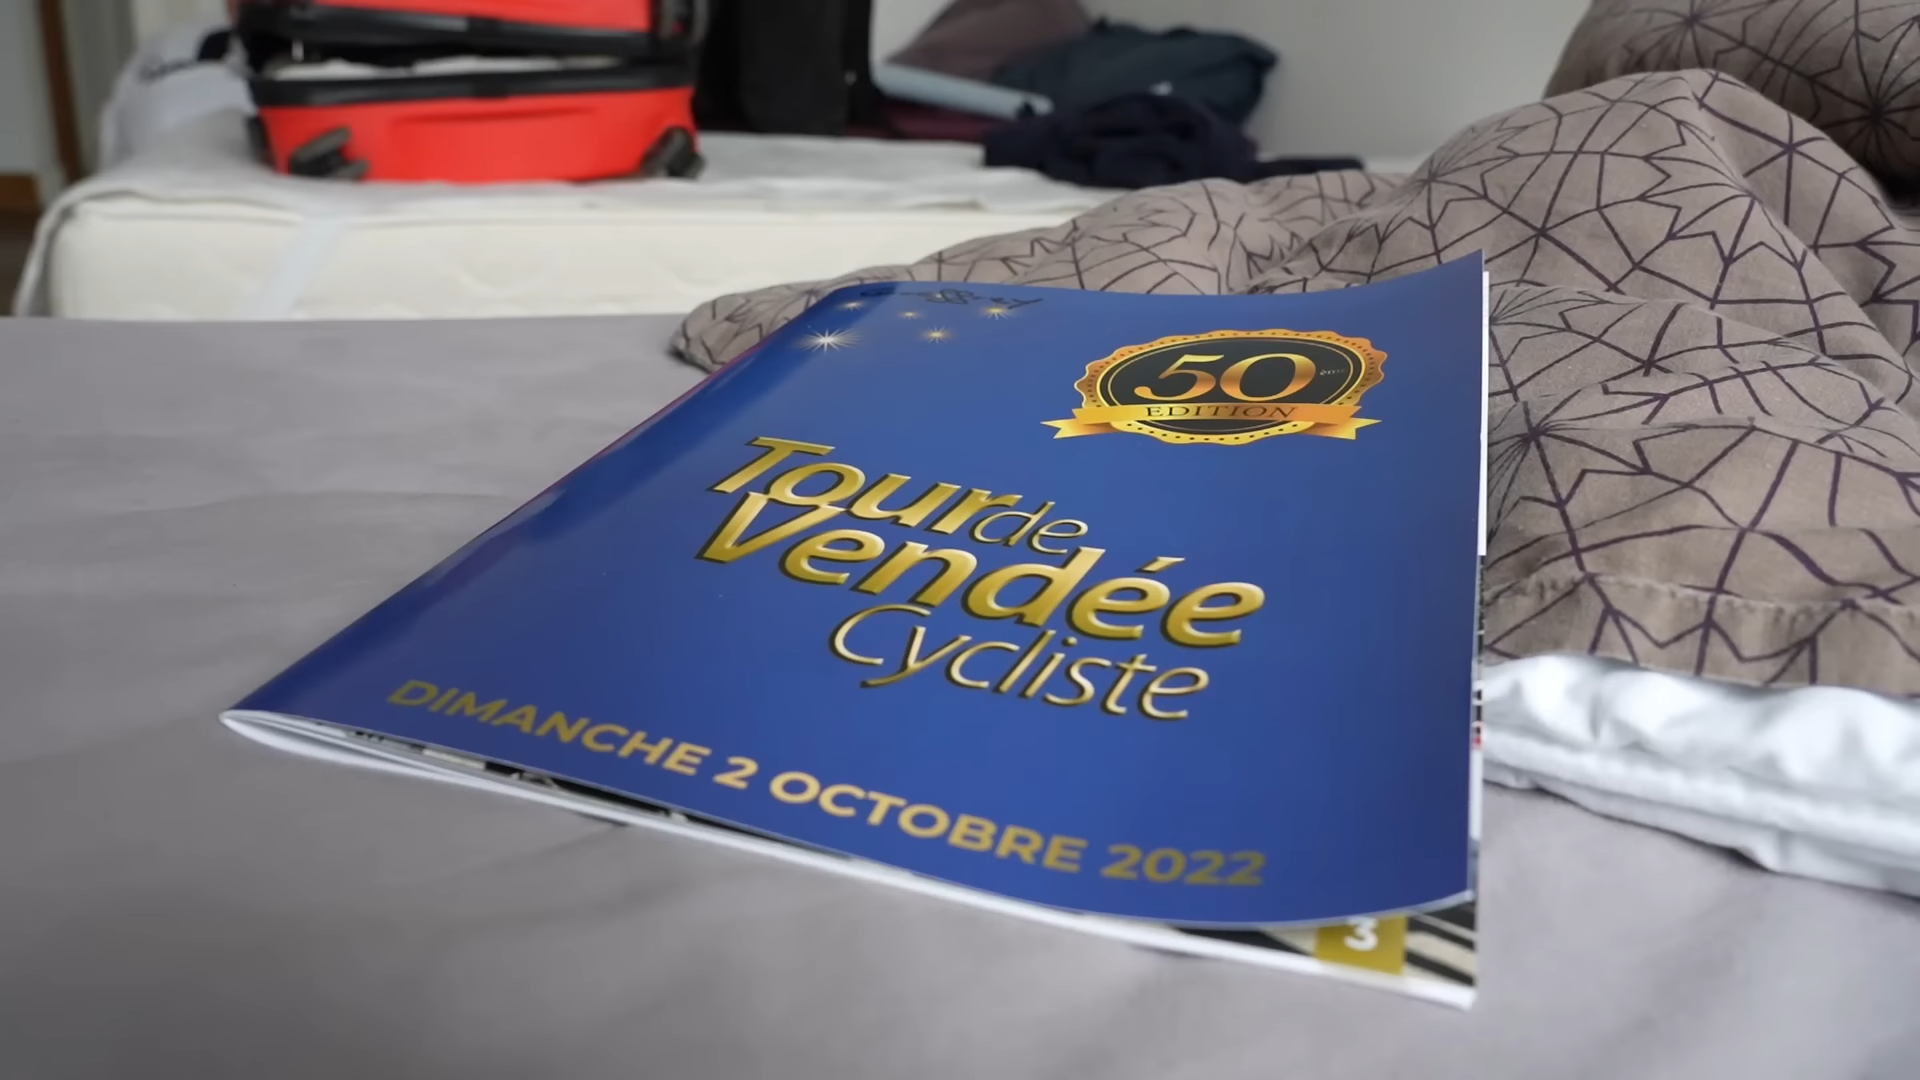 50
EDITION
Tour de
Vendée
Cycliste
DIMANCHE 2 OCTOBRE 2022
3